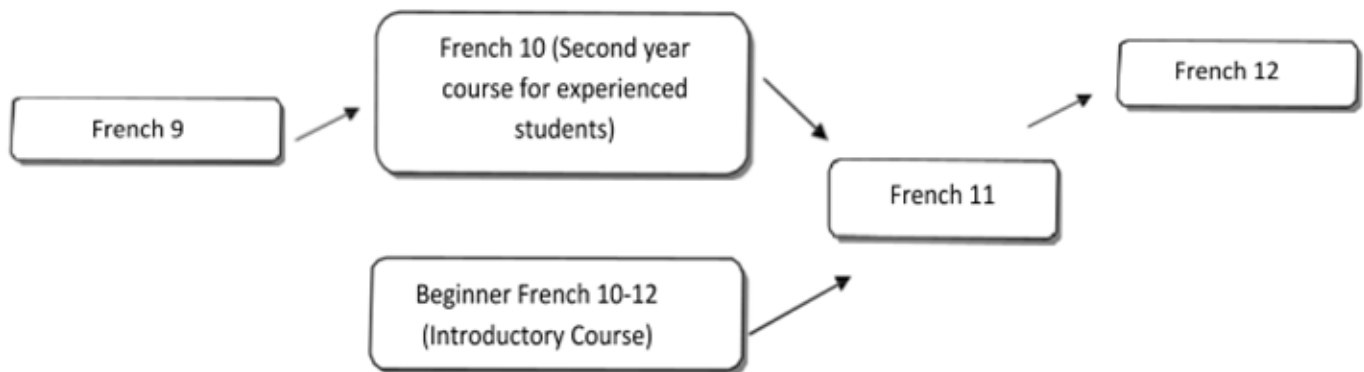 French 9
French 10 (Second year
course for experienced
students)
French 12
French 11
Beginner French 10-12
(Introductory Course)